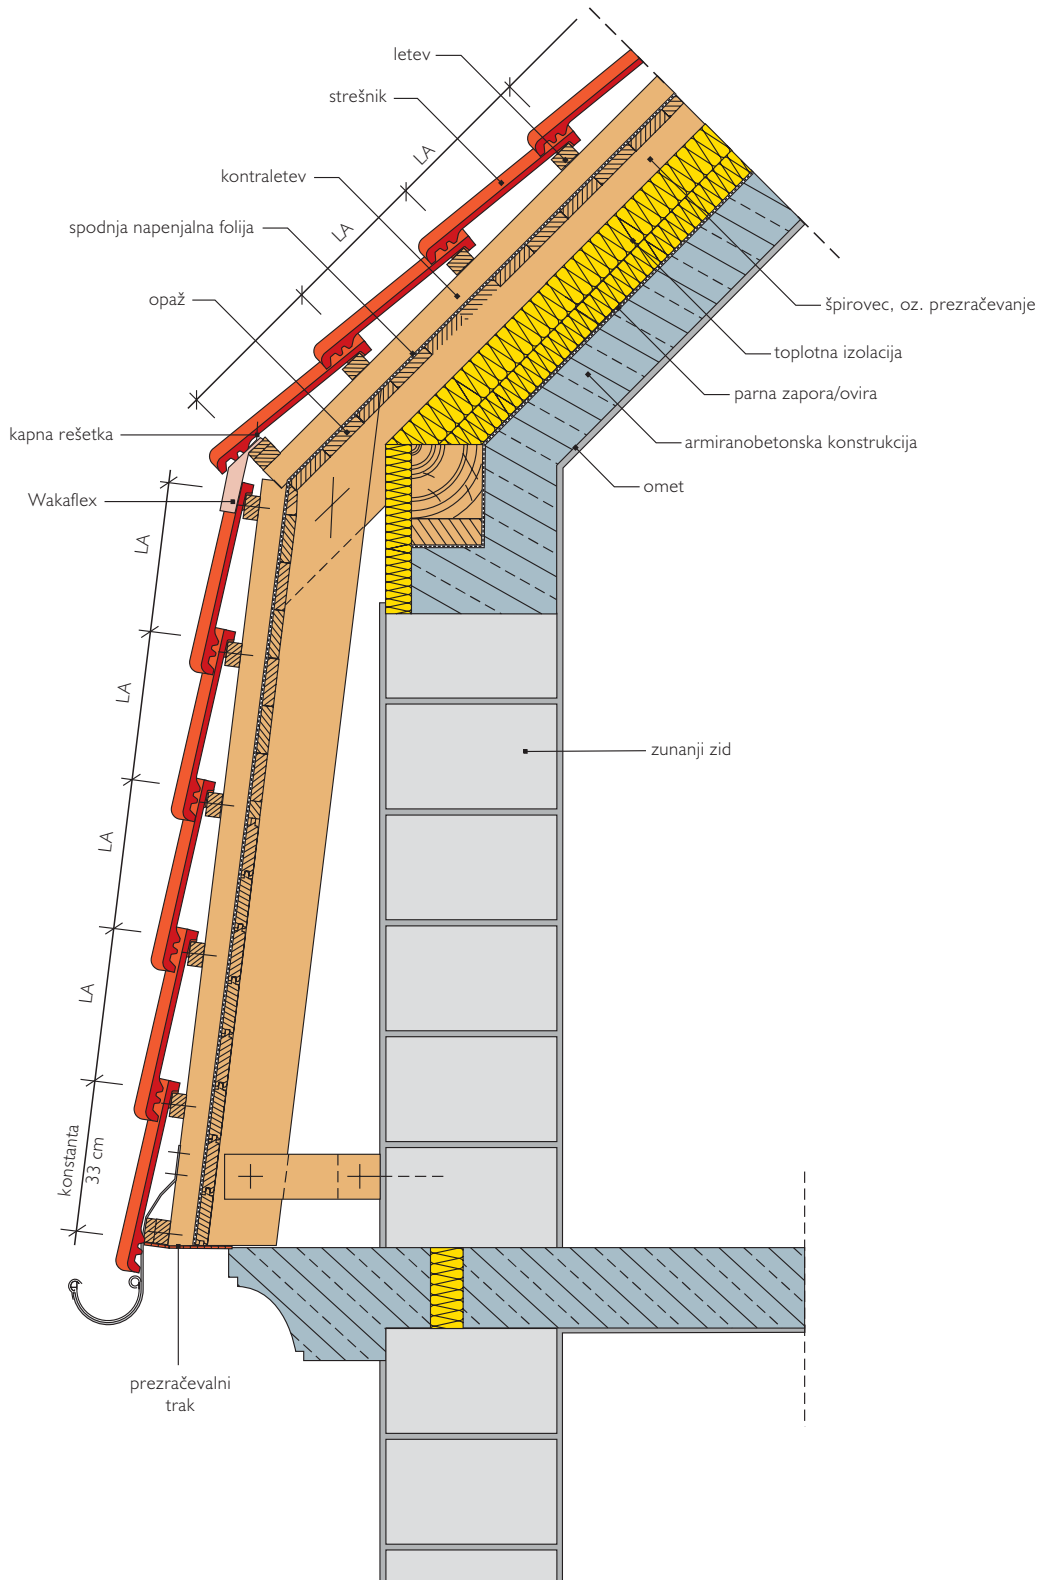 letev
strešnik
LA
kontraletev
LA
spodnja napenjalna folija
opaž
špirovec, oz. prezračevanje
toplotna izolacija
parna zapora/ovira
kapna rešetka
armiranobetonska konstrukcija
omet
Wakaflex
LA
LA
zunanji zid
LA
LA
konstanta
33 cm
prezračevalni
trak